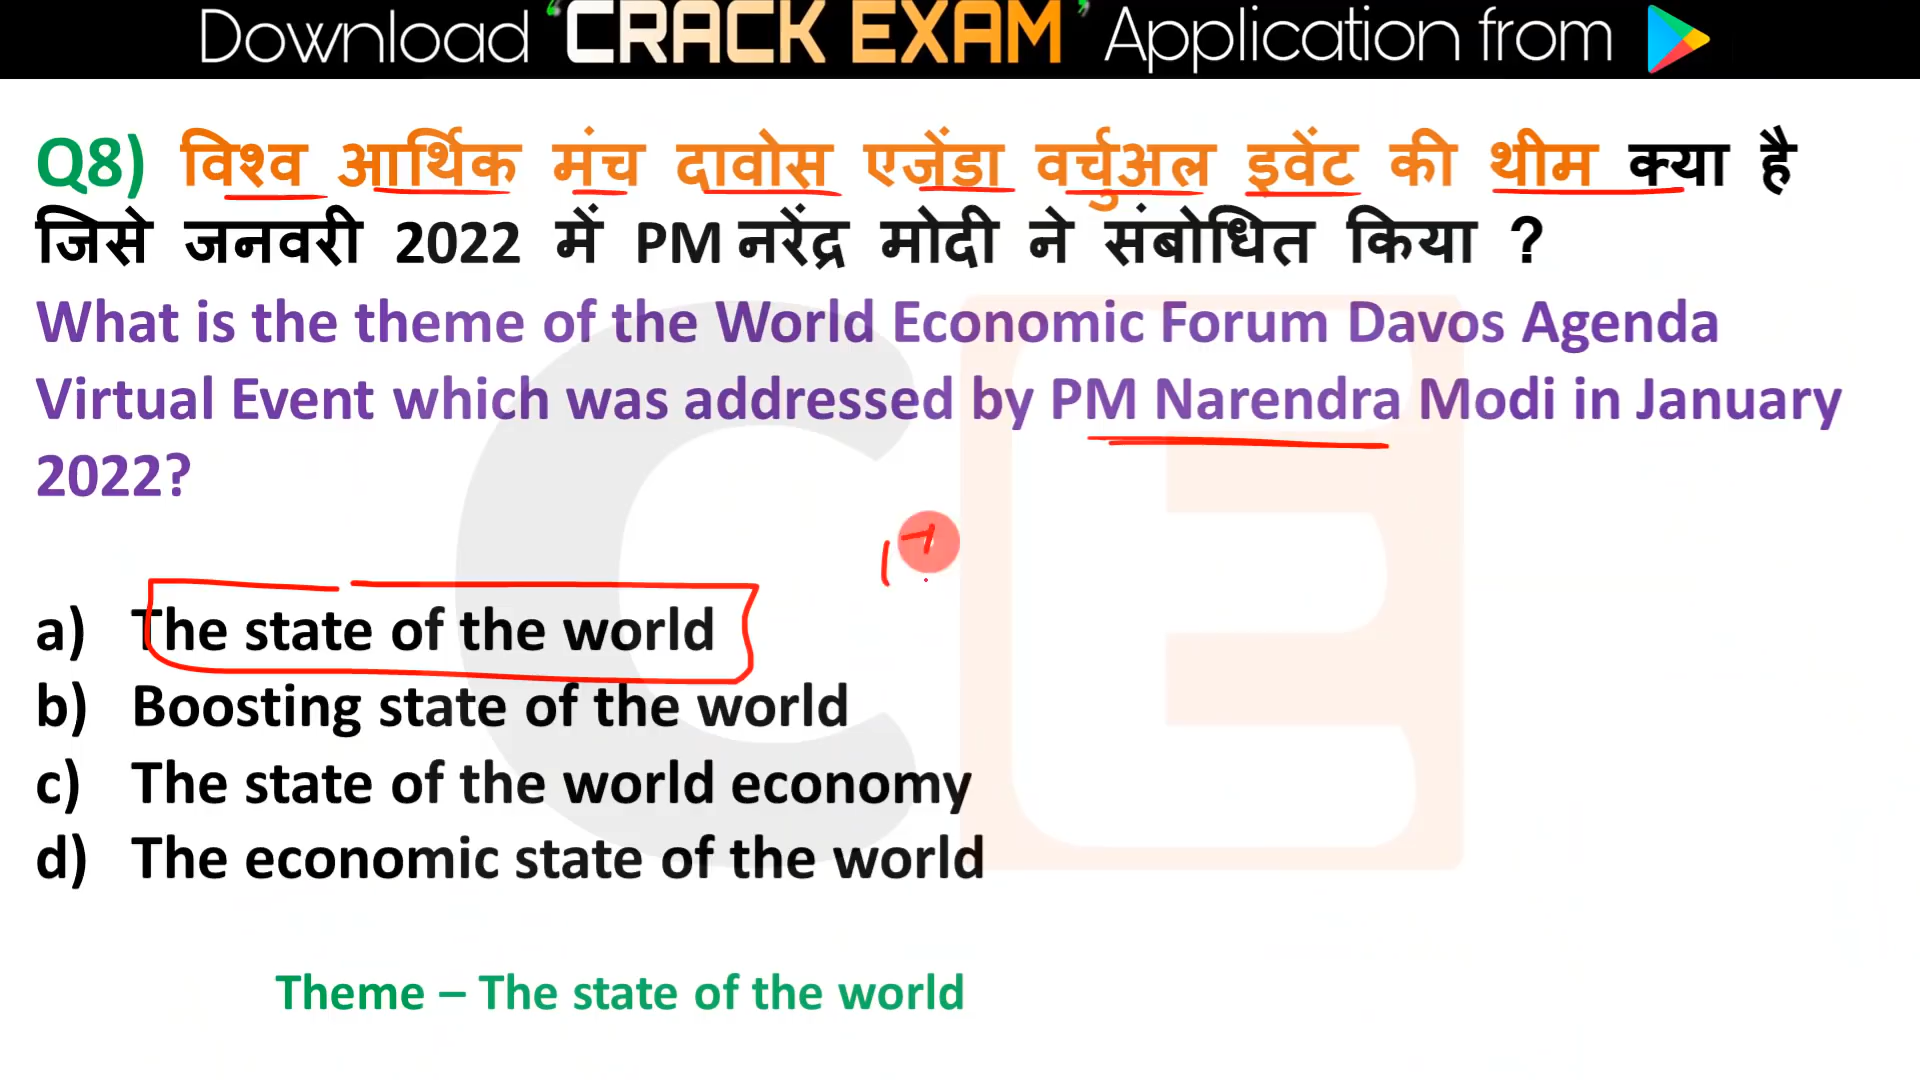 Download ‘CRACK EXAM’ Application from
Q8) विश्व आर्थिक मंच दावोस एजेंडा वर्चुअल इवेंट की थीम क्या है
जिसे जनवरी 2022 में PM नरेंद्र मोदी ने संबोधित किया ?
What is the theme of the World Economic Forum Davos Agenda
Virtual Event which was addressed by PM Narendra Modi in January
2022?
17
a) The state of the world
b) Boosting state of the world
c) The state of the world economy
d) The economic state of the world
Theme – The state of the world
CE